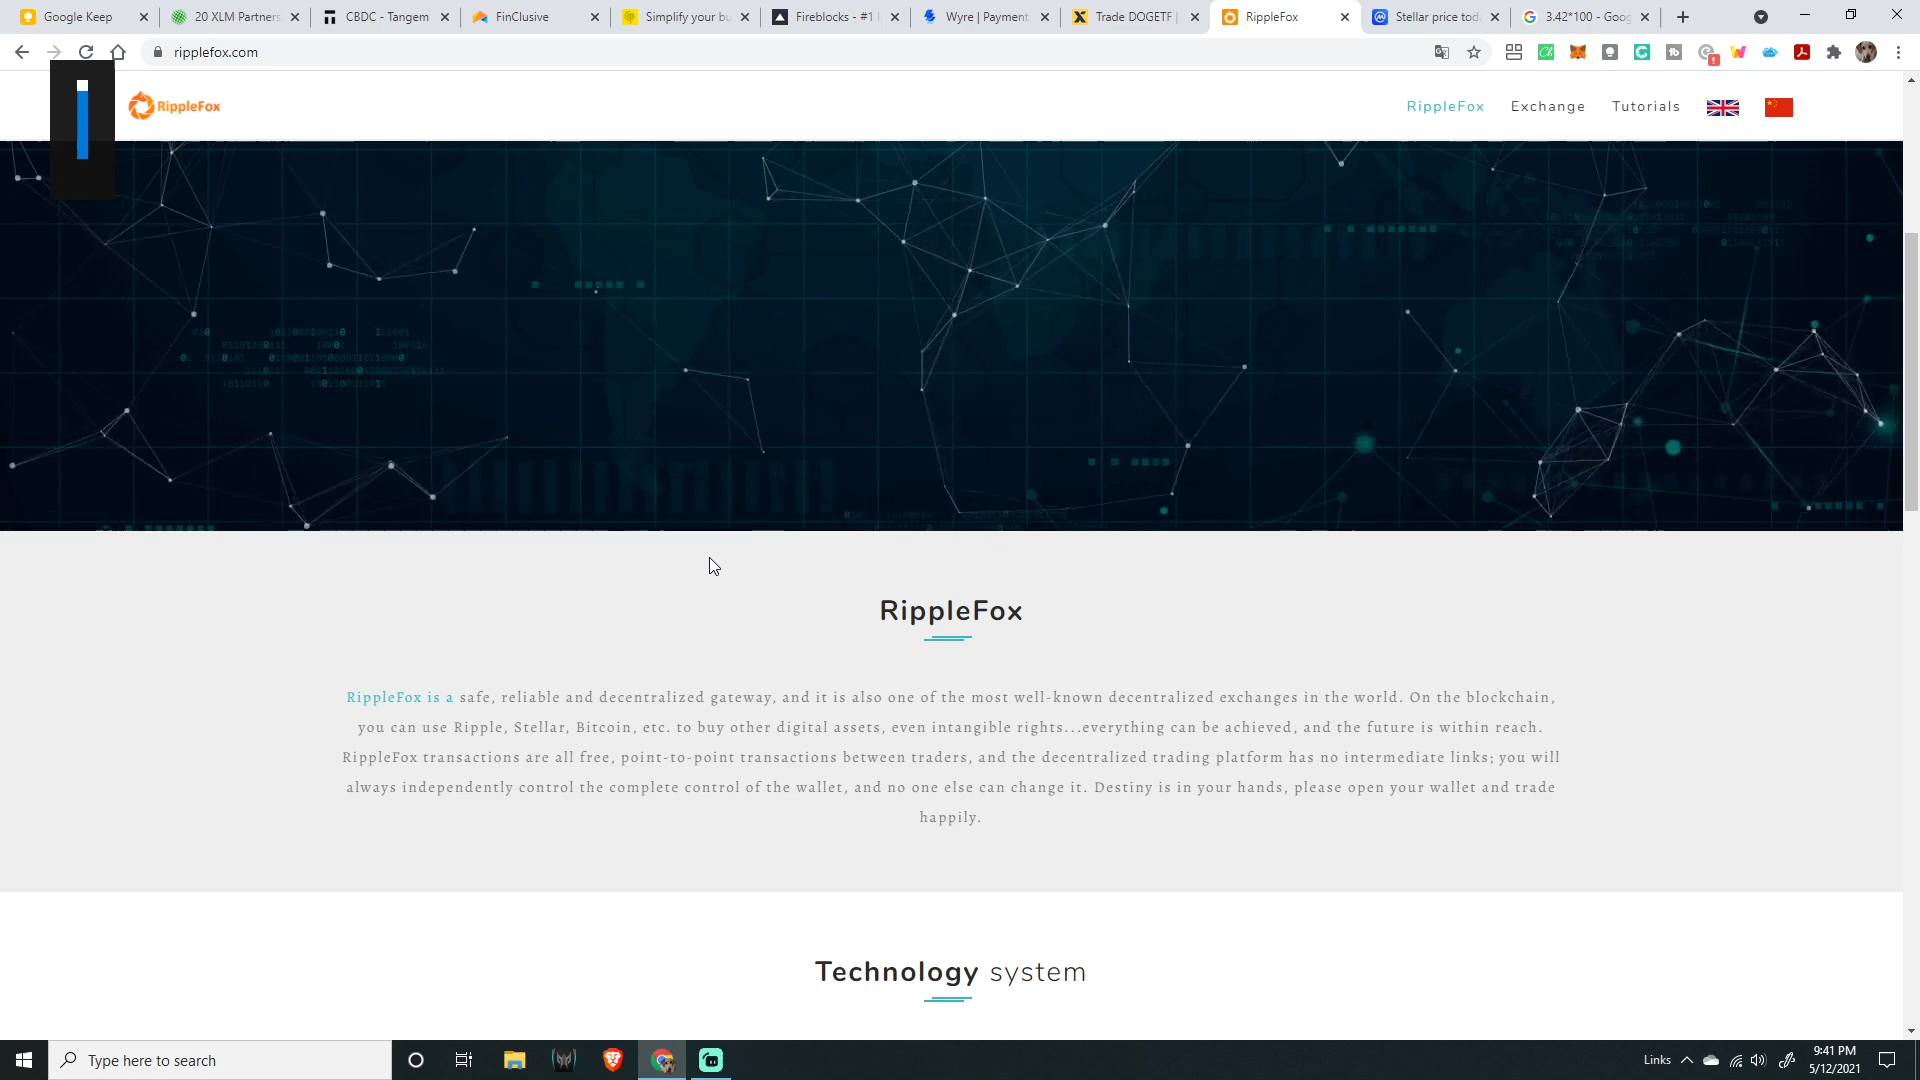 Google Keep
20 XLM Partners
CBDC - Tangem
FinClusive
Simplify your bu
Fireblocks - #1
Wyre | Payment
Trade DOGETF |
RippleFox
Stellar price tod
3.42*100 - Goog
ripplefox.com
RippleFox
RippleFox
Exchange
Tutorials
RippleFox
RippleFox is a safe, reliable and decentralized gateway, and it is also one of the most well-known decentralized exchanges in the world. On the blockchain,
you can use Ripple, Stellar, Bitcoin, etc. to buy other digital assets, even intangible rights...everything can be achieved, and the future is within reach.
RippleFox transactions are all free, point-to-point transactions between traders, and the decentralized trading platform has no intermediate links; you will
always independently control the complete control of the wallet, and no one else can change it. Destiny is in your hands, please open your wallet and trade
happily.
Technology system
Type here to search
Links
9:41 PM
5/12/2021